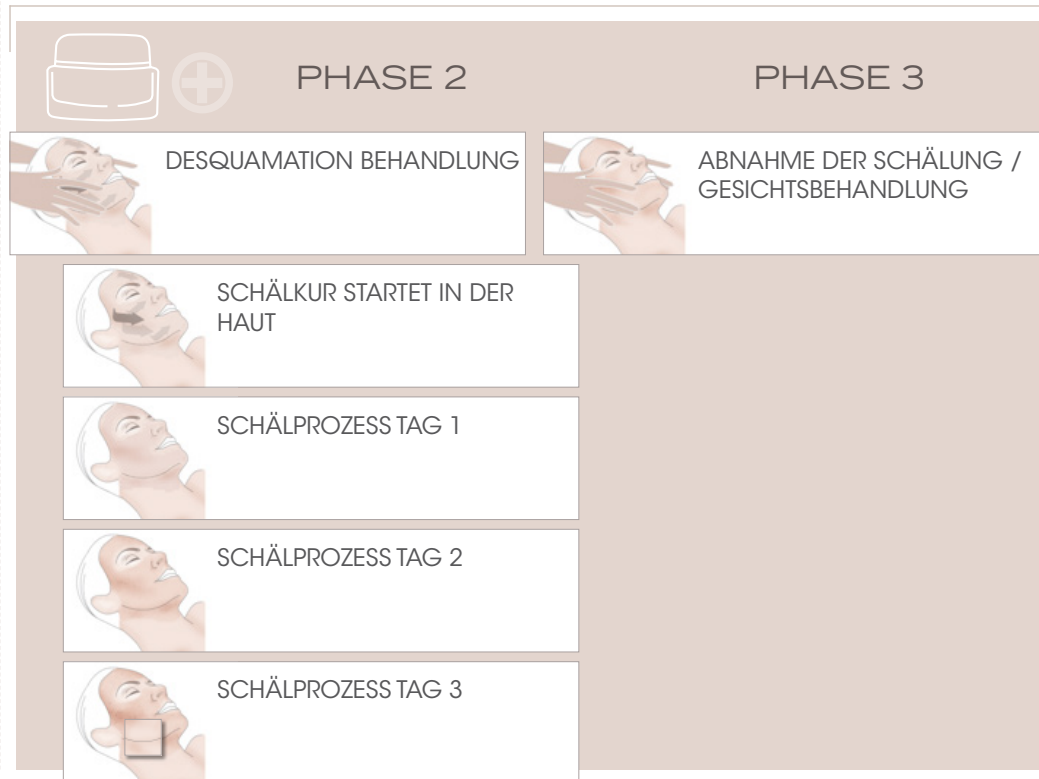 PHASE 2
PHASE 3
DESQUAMATION BEHANDLUNG
ABNAHME DER SCHÄLUNG /
GESICHTSBEHANDLUNG
SCHÄLKUR STARTET IN DER
HAUT
SCHÄLPROZESS TAG 1
SCHÄLPROZESS TAG 2
SCHÄLPROZESS TAG 3